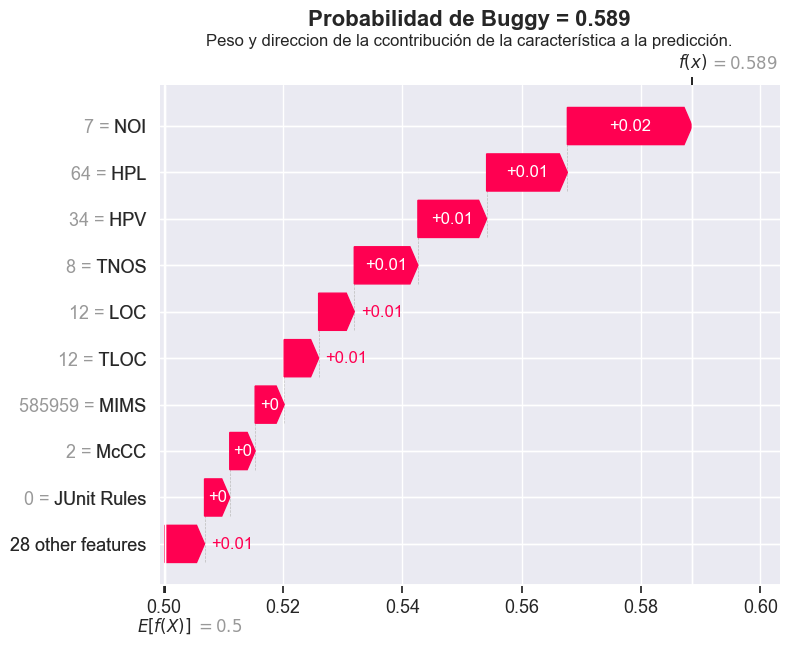 Probabilidad de Buggy = 0.589
Peso y direccion de la ccontribución de la característica a la predicción.
f(x) = 0.589
7 = NOI +0.02
64 = HPL +0.01
34 = HPV +0.01
8 = TNOS +0.01
12 = LOC +0.01
12 = TLOC +0.01
585959 = MIMS +0
2 = McCC +0
0 = JUnit Rules +0
28 other features +0.01
0.50 0.52 0.54 0.56 0.58 0.60
E[f(X)] = 0.5